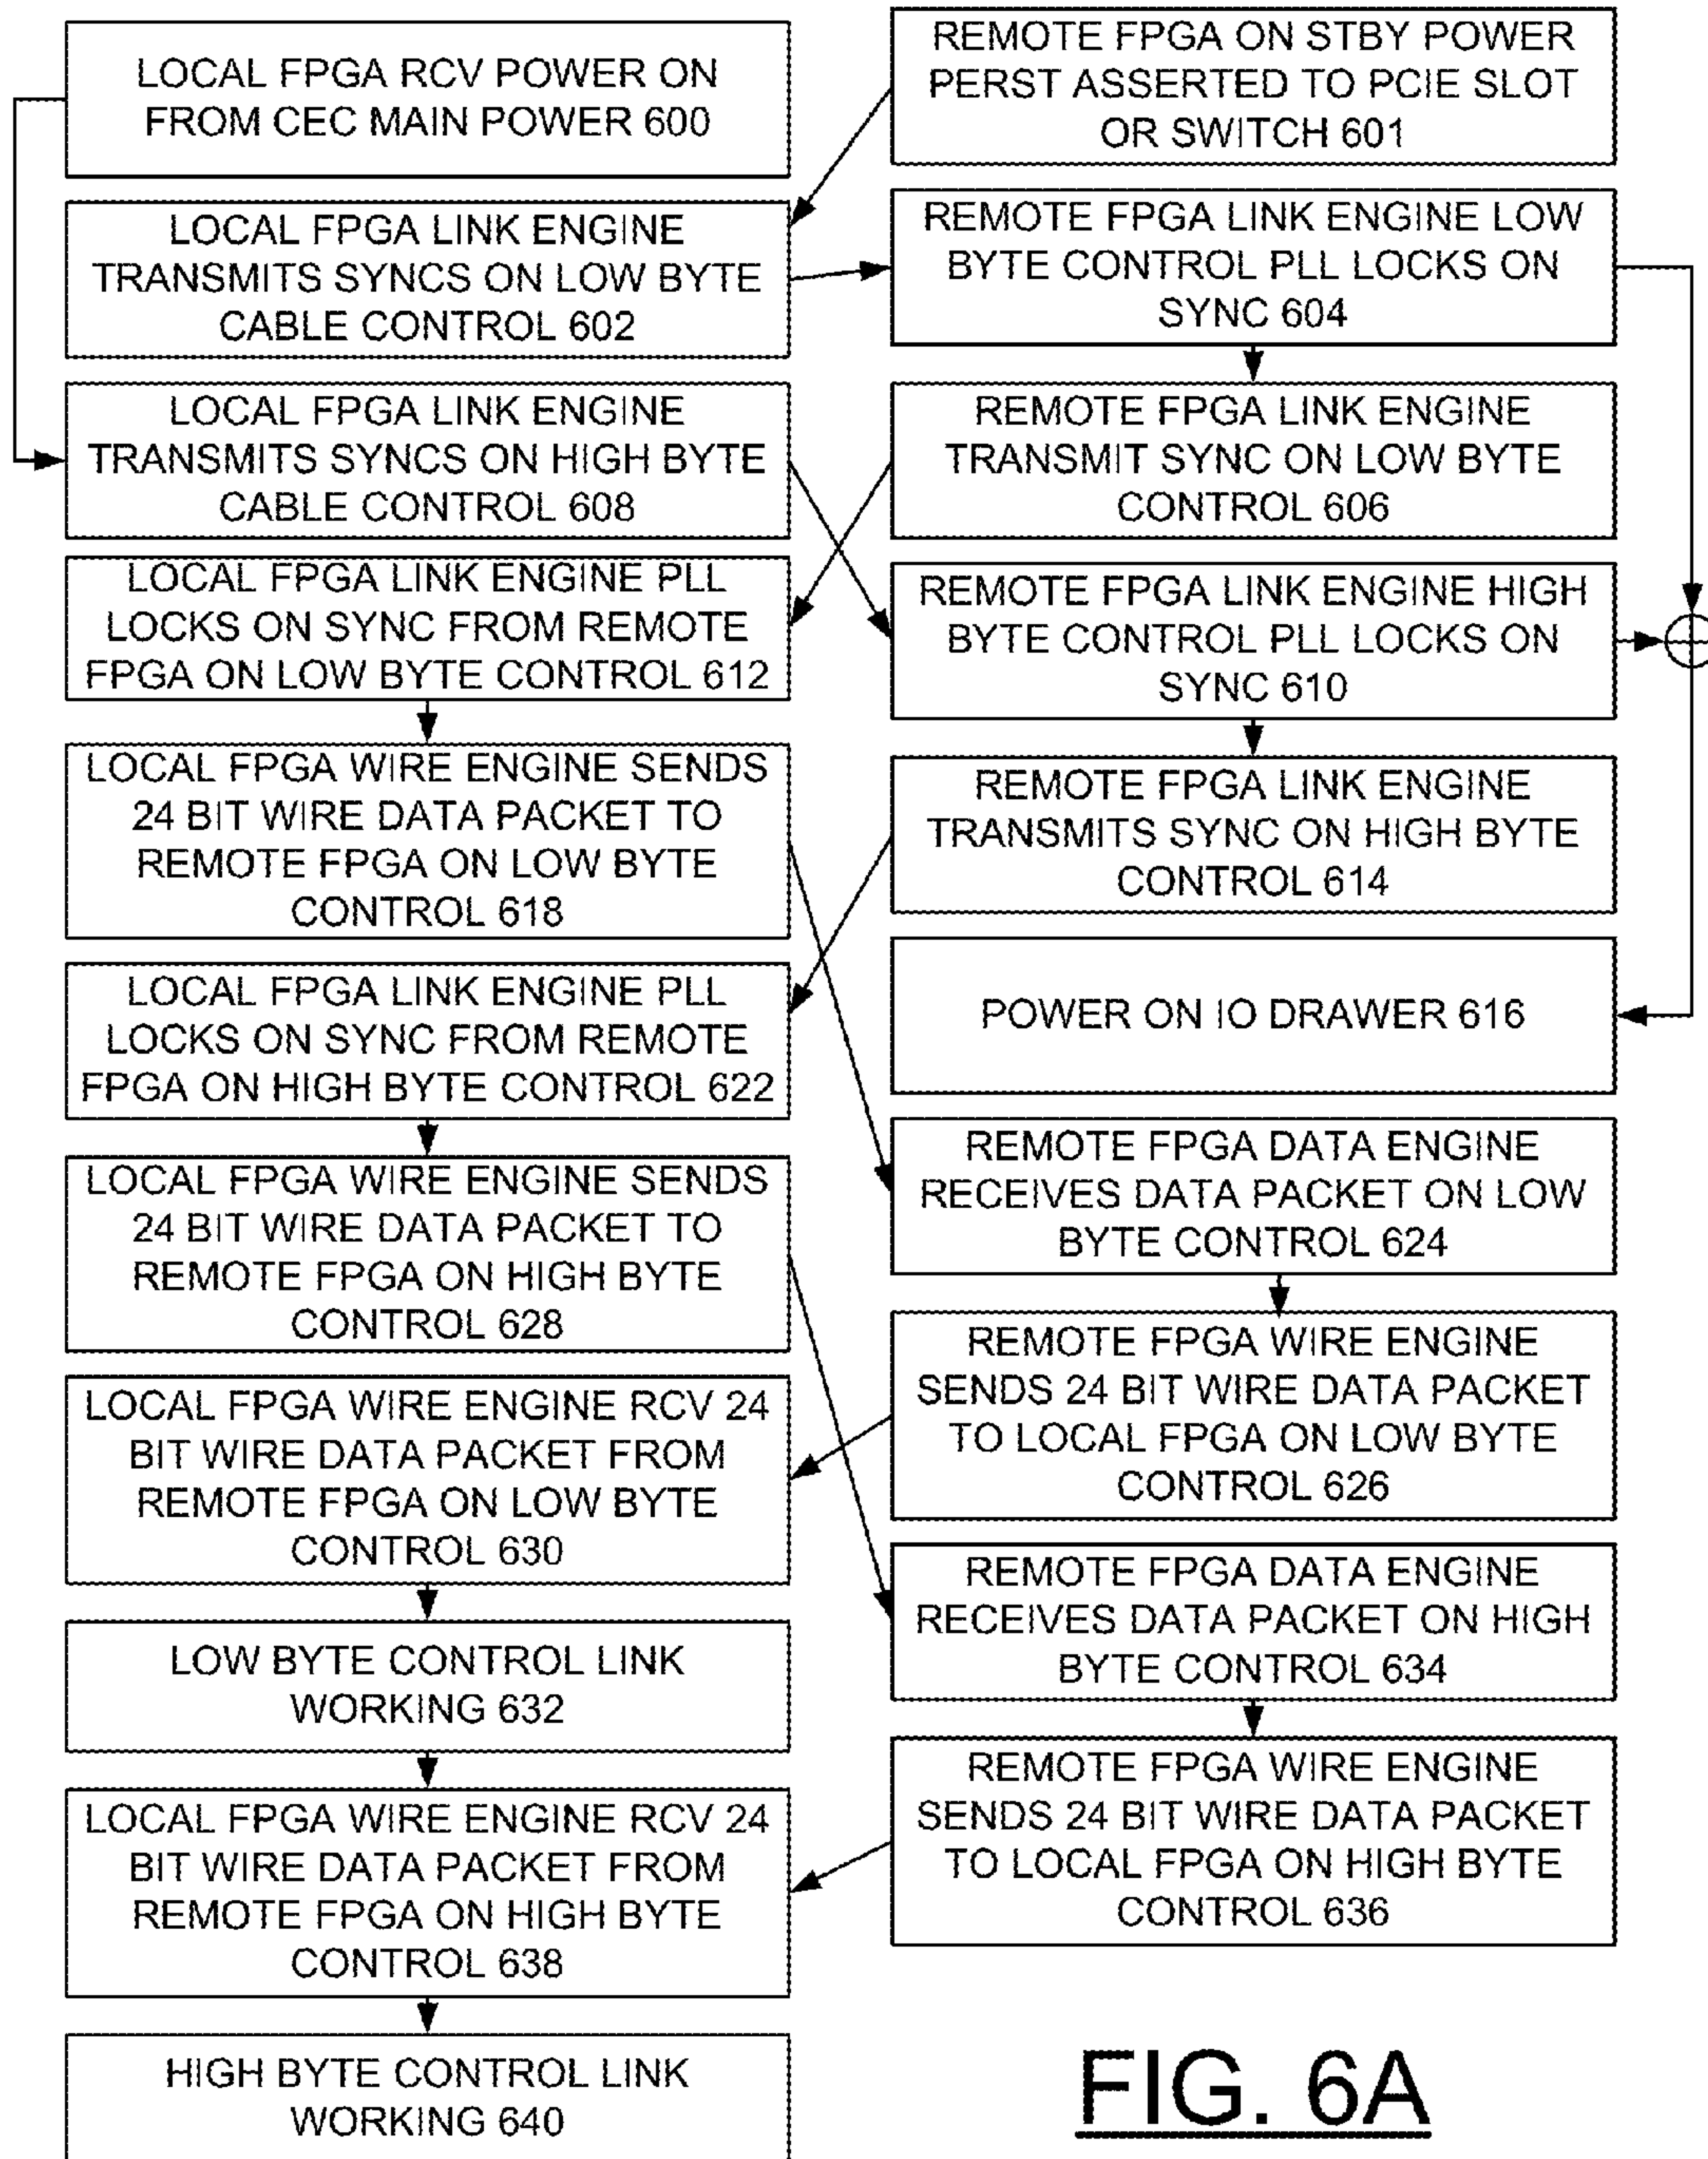 LOCAL FPGA RCV POWER ON
FROM CEC MAIN POWER 600
REMOTE FPGA ON STBY POWER
PERST ASSERTED TO PCIE SLOT
OR SWITCH 601
LOCAL FPGA LINK ENGINE
TRANSMITS SYNCS ON LOW BYTE
CABLE CONTROL 602
REMOTE FPGA LINK ENGINE LOW
BYTE CONTROL PLL LOCKS ON
SYNC 604
LOCAL FPGA LINK ENGINE
TRANSMITS SYNCS ON HIGH BYTE
CABLE CONTROL 608
REMOTE FPGA LINK ENGINE
TRANSMIT SYNC ON LOW BYTE
CONTROL 606
LOCAL FPGA LINK ENGINE PLL
LOCKS ON SYNC FROM REMOTE
FPGA ON LOW BYTE CONTROL 612
REMOTE FPGA LINK ENGINE HIGH
BYTE CONTROL PLL LOCKS ON
SYNC 610
LOCAL FPGA WIRE ENGINE SENDS
24 BIT WIRE DATA PACKET TO
REMOTE FPGA ON LOW BYTE
CONTROL 618
REMOTE FPGA LINK ENGINE
TRANSMITS SYNC ON HIGH BYTE
CONTROL 614
LOCAL FPGA LINK ENGINE PLL
LOCKS ON SYNC FROM REMOTE
FPGA ON HIGH BYTE CONTROL 622
POWER ON IO DRAWER 616
LOCAL FPGA WIRE ENGINE SENDS
24 BIT WIRE DATA PACKET TO
REMOTE FPGA ON HIGH BYTE
CONTROL 628
REMOTE FPGA DATA ENGINE
RECEIVES DATA PACKET ON LOW
BYTE CONTROL 624
LOCAL FPGA WIRE ENGINE RCV 24
BIT WIRE DATA PACKET FROM
REMOTE FPGA ON LOW BYTE
CONTROL 630
REMOTE FPGA WIRE ENGINE
SENDS 24 BIT WIRE DATA PACKET
TO LOCAL FPGA ON LOW BYTE
CONTROL 626
LOW BYTE CONTROL LINK
WORKING 632
REMOTE FPGA DATA ENGINE
RECEIVES DATA PACKET ON HIGH
BYTE CONTROL 634
LOCAL FPGA WIRE ENGINE RCV 24
BIT WIRE DATA PACKET FROM
REMOTE FPGA ON HIGH BYTE
CONTROL 638
REMOTE FPGA WIRE ENGINE
SENDS 24 BIT WIRE DATA PACKET
TO LOCAL FPGA ON HIGH BYTE
CONTROL 636
HIGH BYTE CONTROL LINK
WORKING 640
FIG. 6A